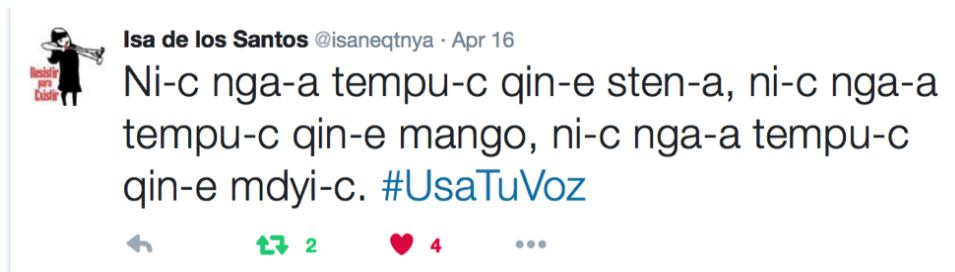 Isa de los Santos @isaneqtnya · Apr 16
Resistir
para
Existir
Ni-c nga-a tempu-c qin-e sten-a, ni-c nga-a
tempu-c qin-e mango, ni-c nga-a tempu-c
qin-e mdyi-c. #UsaTuVoz
2 4